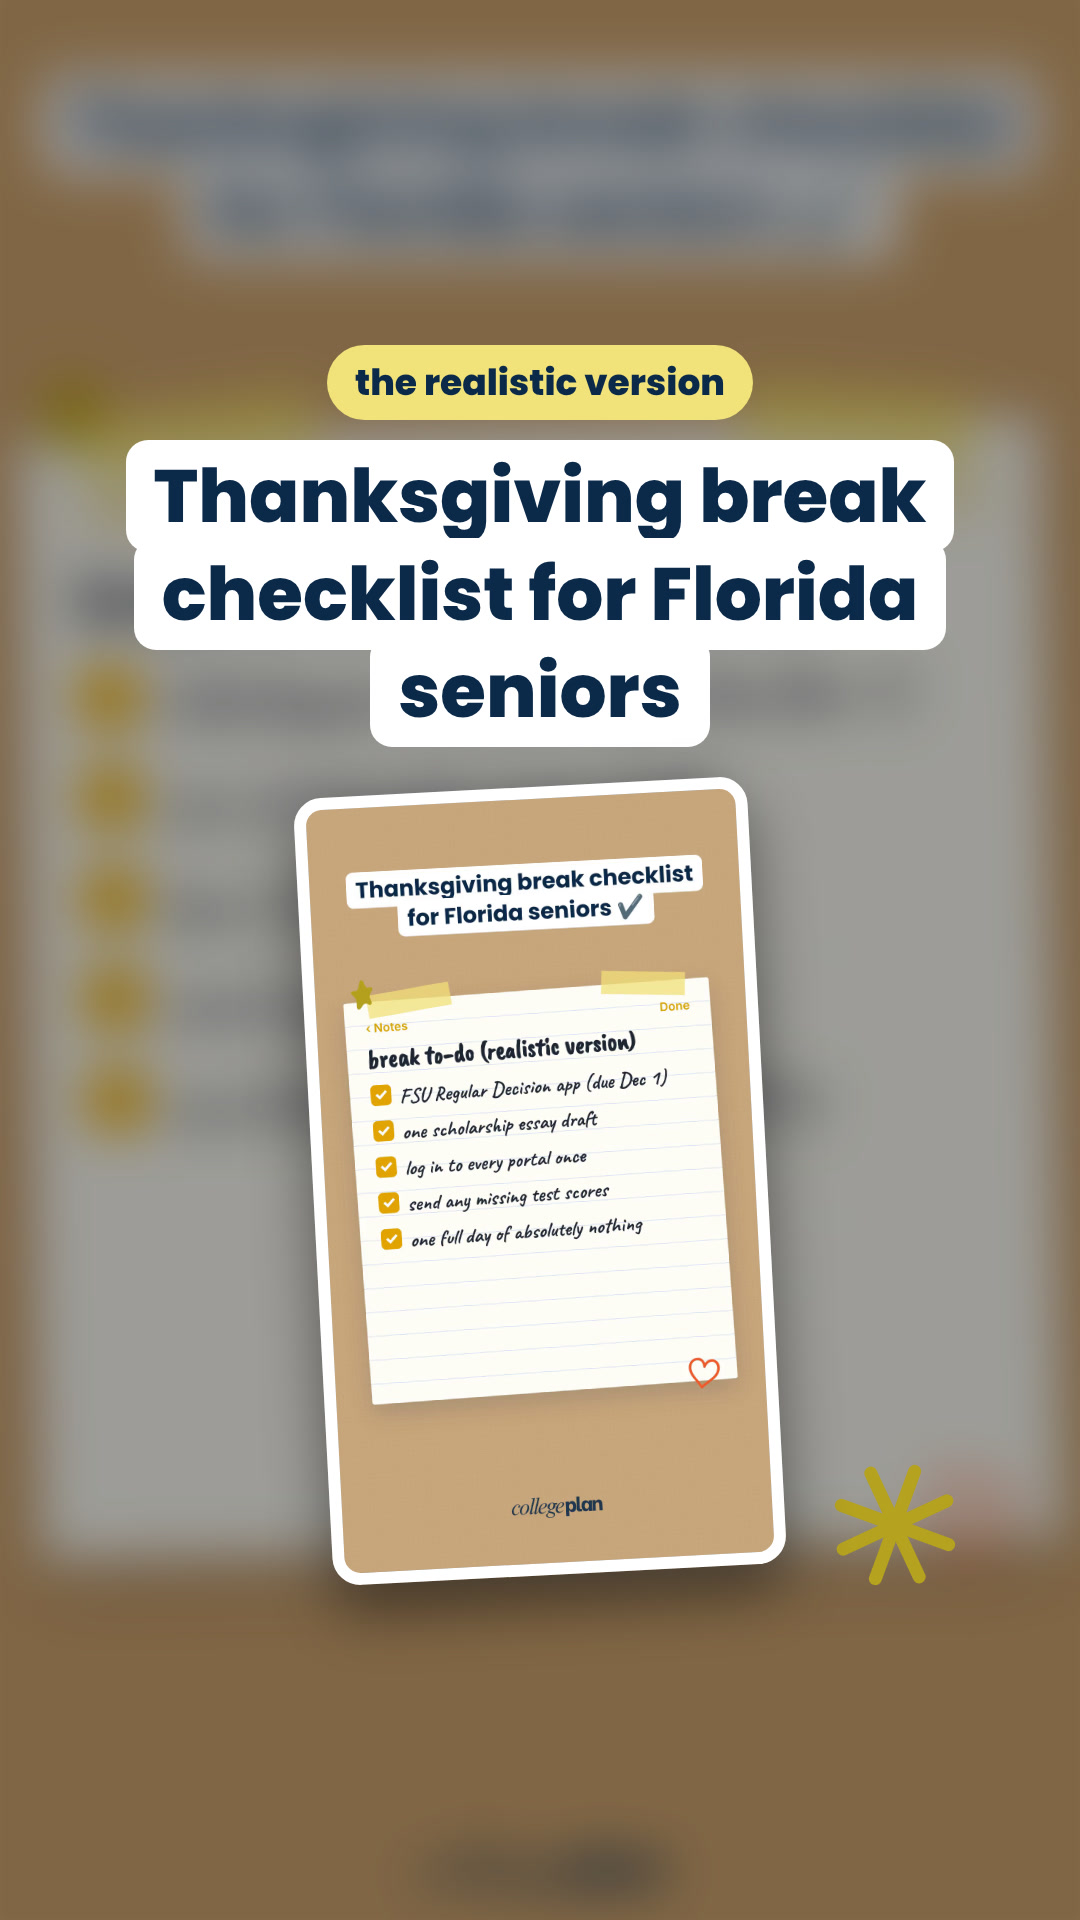 the realistic version
Thanksgiving break
checklist for Florida
seniors
Thanksgiving break checklist
for Florida seniors ✔
‹ Notes
Done
break to-do (realistic version)
FSU Regular Decision app (due Dec 1)
one scholarship essay draft
log in to every portal once
send any missing test scores
one full day of absolutely nothing
collegeplan